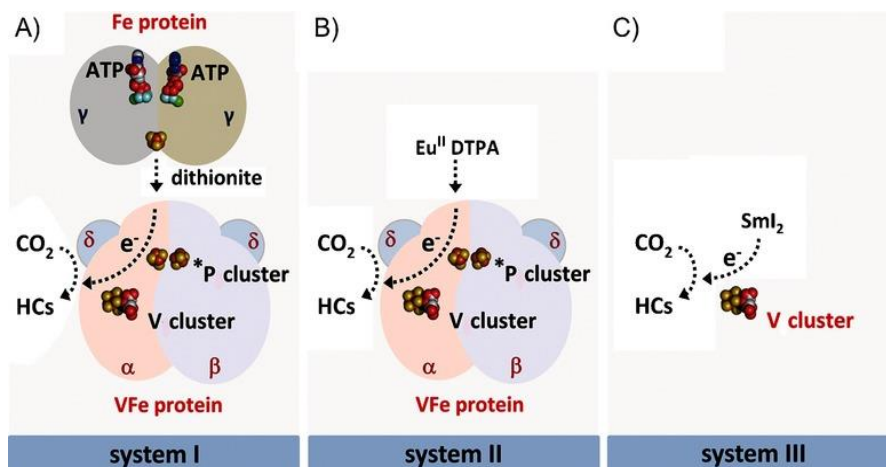 A)
Fe protein
ATP ATP
γ γ
dithionite
CO2
δ e- δ
*P cluster
HCs
V cluster
α β
VFe protein
system I
B)
EuII DTPA
CO2
δ e- δ
*P cluster
HCs
V cluster
α β
VFe protein
system II
C)
SmI2
CO2
e-
HCs
V cluster
system III